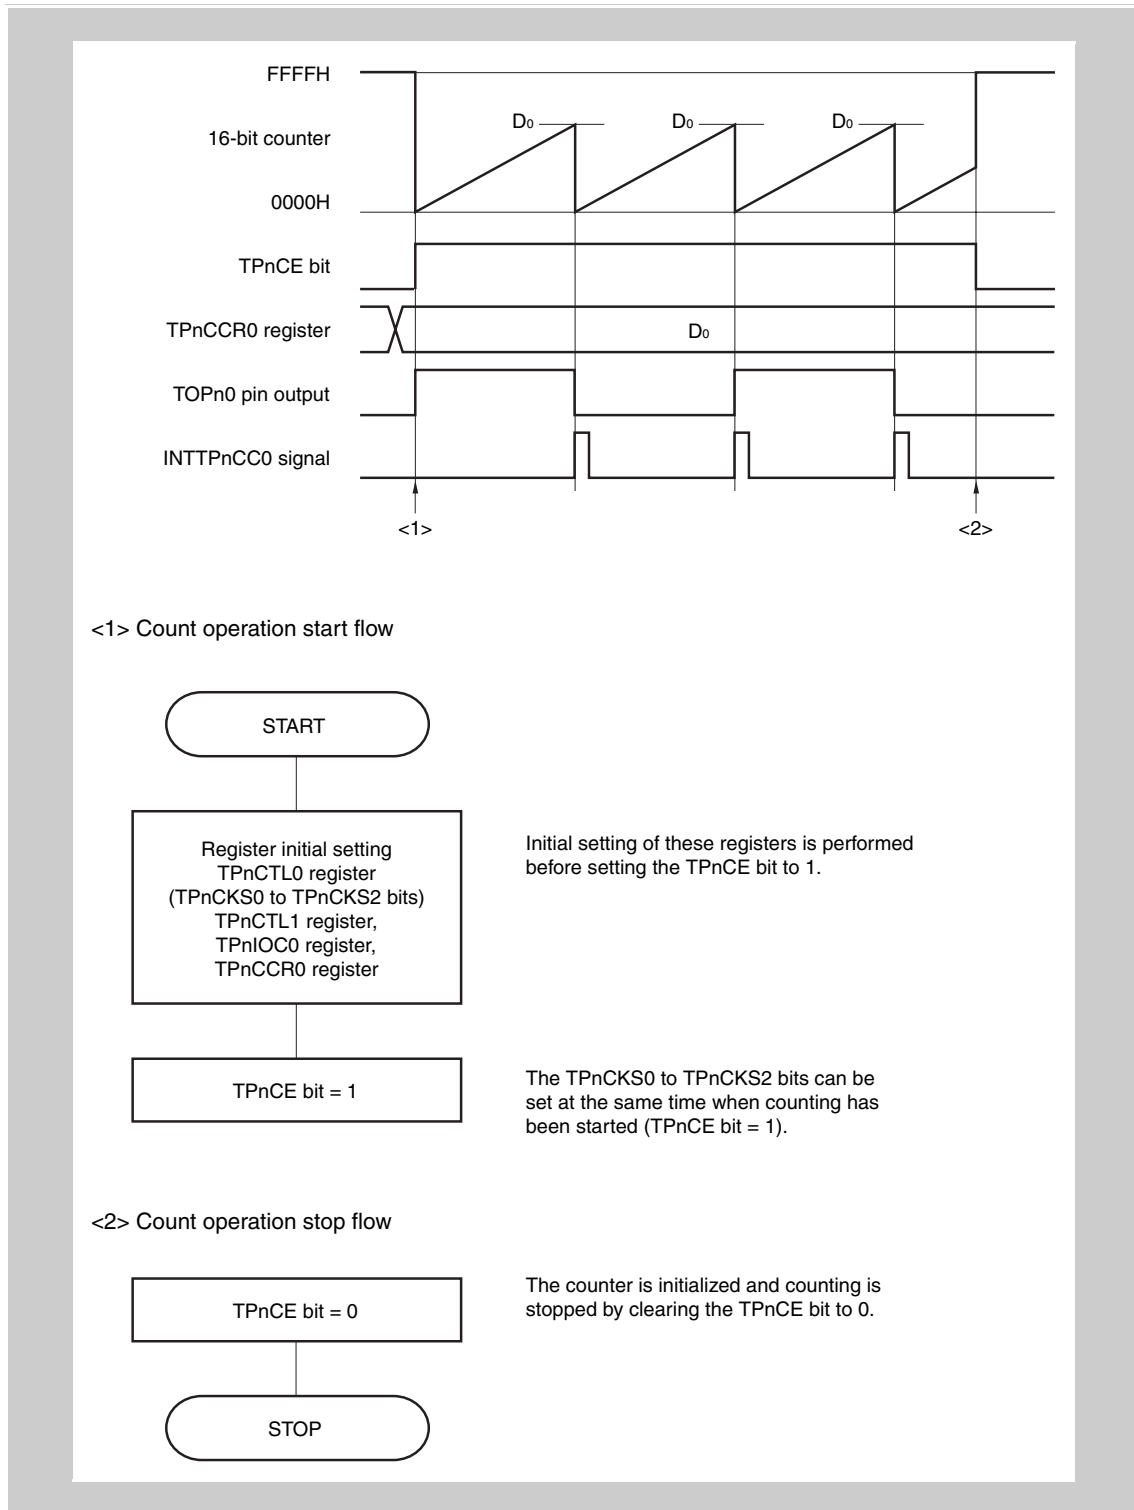 FFFFH
D0 D0 D0
16-bit counter
0000H
TPnCE bit
TPnCCR0 register D0
TOPn0 pin output
INTTPnCC0 signal
<1> <2>
<1> Count operation start flow
START
Register initial setting
TPnCTL0 register
(TPnCKS0 to TPnCKS2 bits)
TPnCTL1 register,
TPnIOC0 register,
TPnCCR0 register
Initial setting of these registers is performed
before setting the TPnCE bit to 1.
TPnCE bit = 1
The TPnCKS0 to TPnCKS2 bits can be
set at the same time when counting has
been started (TPnCE bit = 1).
<2> Count operation stop flow
TPnCE bit = 0
The counter is initialized and counting is
stopped by clearing the TPnCE bit to 0.
STOP